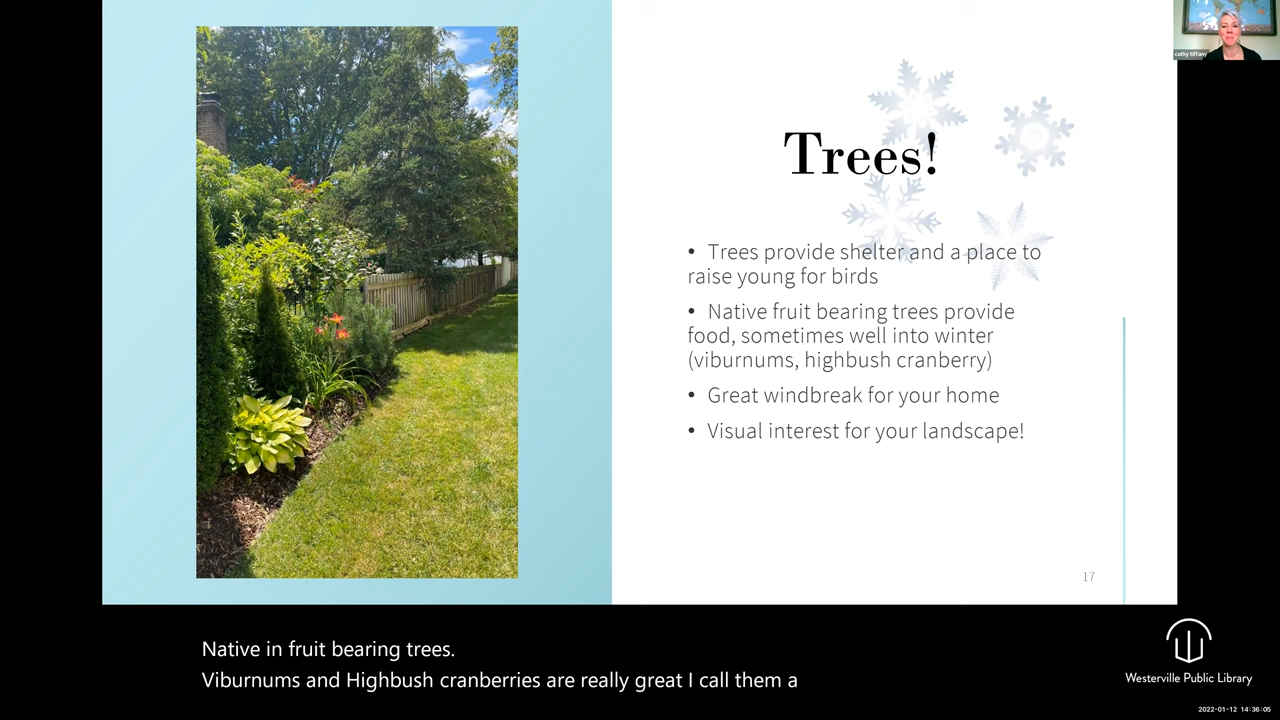 cathy tiffany
Trees!
• Trees provide shelter and a place to
raise young for birds
• Native fruit bearing trees provide
food, sometimes well into winter
(viburnums, highbush cranberry)
• Great windbreak for your home
• Visual interest for your landscape!
17
Native in fruit bearing trees.
Viburnums and Highbush cranberries are really great I call them a
Westerville Public Library
2022-01-12 14:36:05